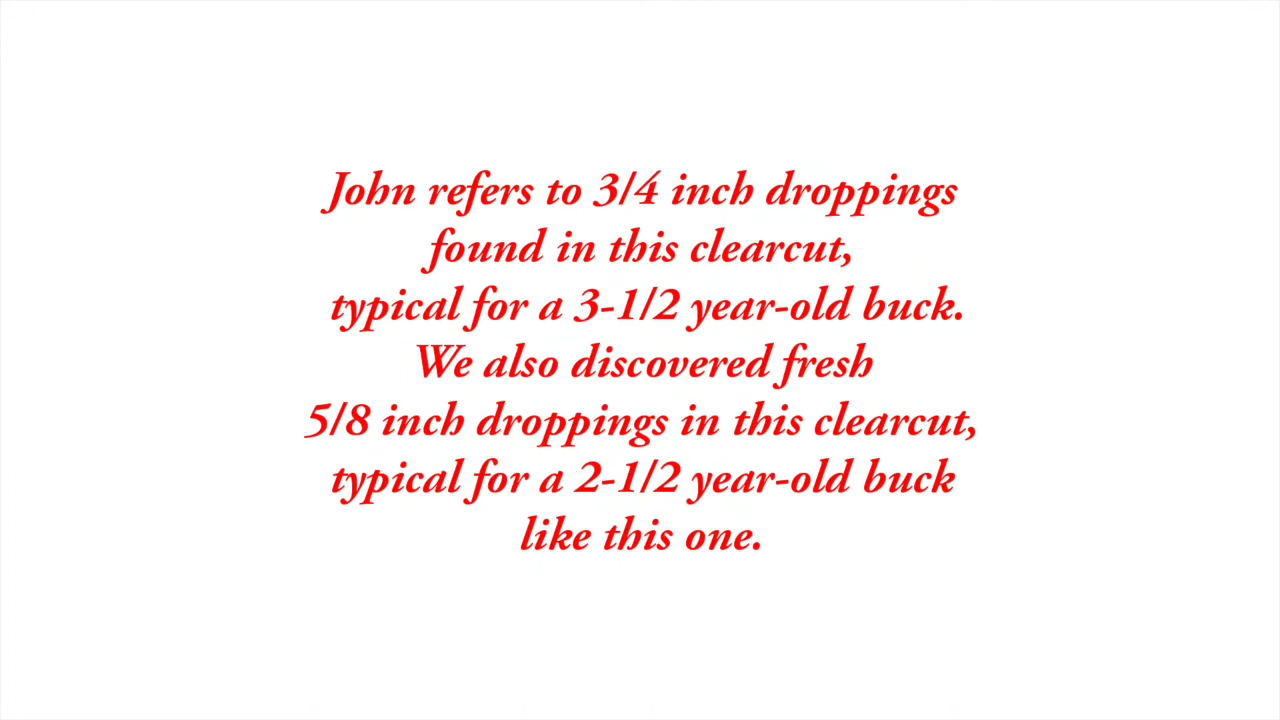 John refers to 3/4 inch droppings
found in this clearcut,
typical for a 3-1/2 year-old buck.
We also discovered fresh
5/8 inch droppings in this clearcut,
typical for a 2-1/2 year-old buck
like this one.